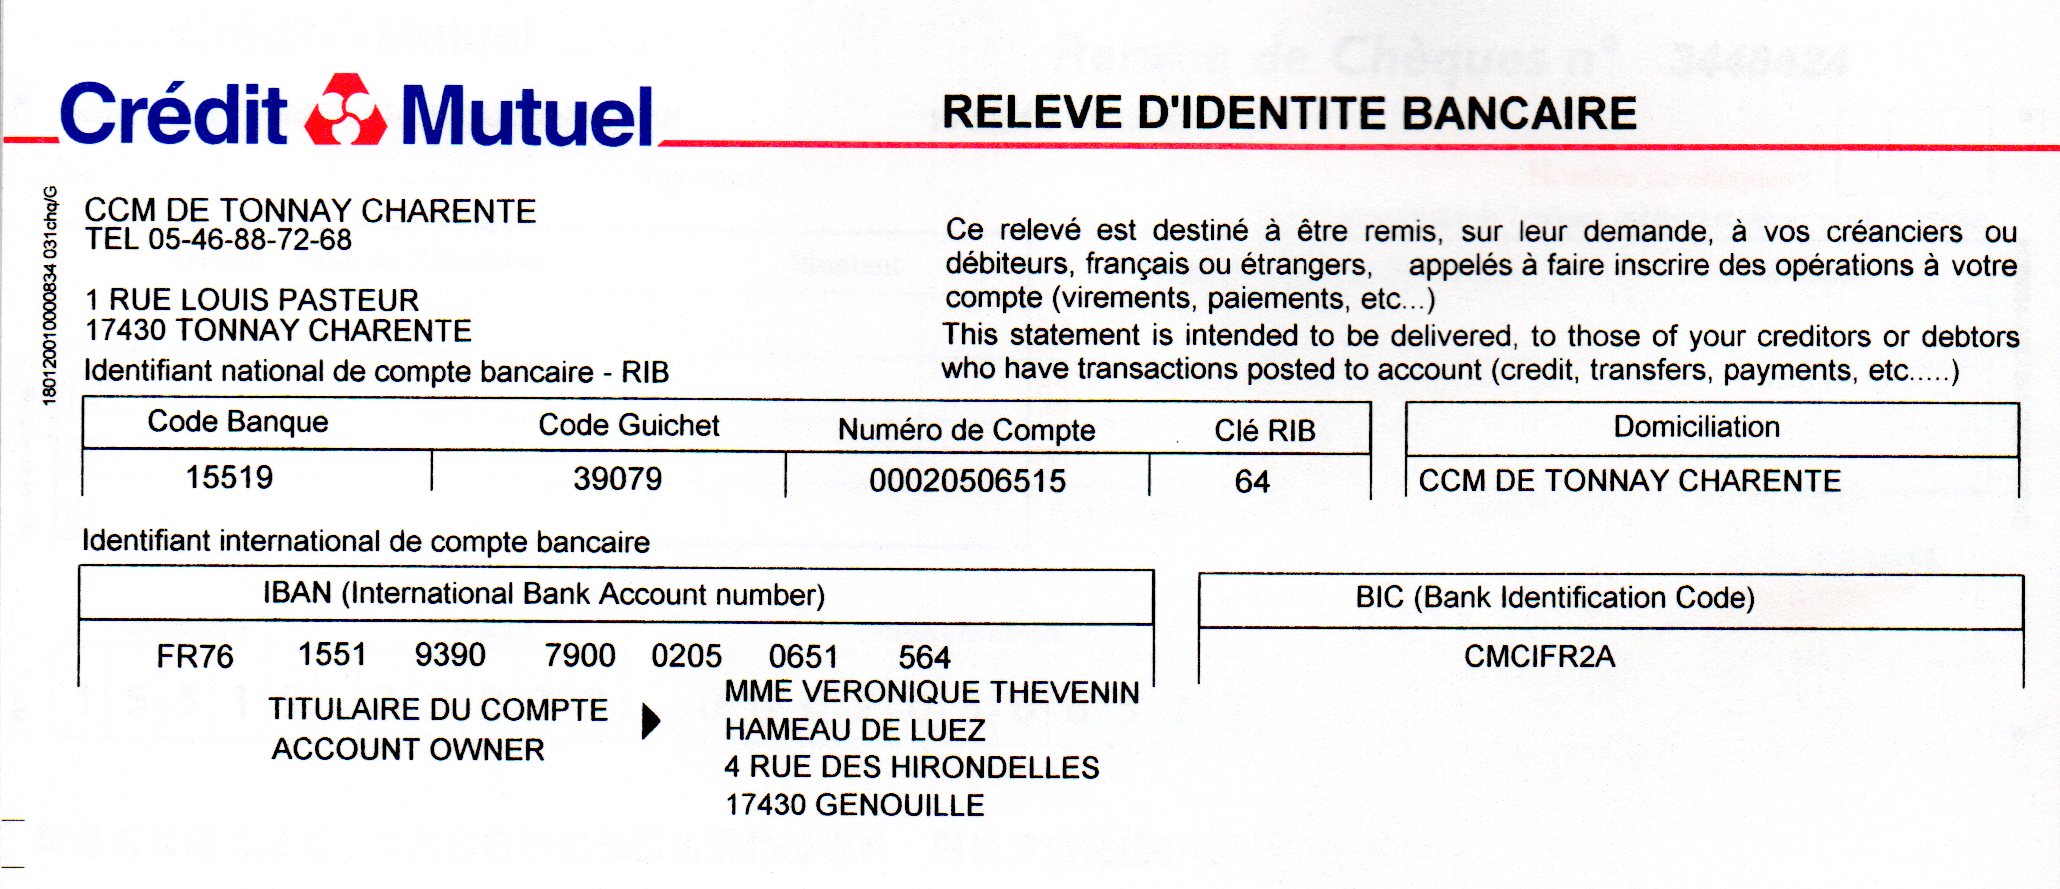 Crédit Mutuel
RELEVE D'IDENTITE BANCAIRE
18012001000834 031chq/G
CCM DE TONNAY CHARENTE
TEL 05-46-88-72-68
1 RUE LOUIS PASTEUR
17430 TONNAY CHARENTE
Ce relevé est destiné à être remis, sur leur demande, à vos créanciers ou
débiteurs, français ou étrangers, appelés à faire inscrire des opérations à votre
compte (virements, paiements, etc...)
This statement is intended to be delivered, to those of your creditors or debtors
who have transactions posted to account (credit, transfers, payments, etc.....)
Identifiant national de compte bancaire - RIB
Code Banque Code Guichet Numéro de Compte Clé RIB Domiciliation
15519 39079 00020506515 64 CCM DE TONNAY CHARENTE
Identifiant international de compte bancaire
IBAN (International Bank Account number) BIC (Bank Identification Code)
FR76 1551 9390 7900 0205 0651 564 CMCIFR2A
TITULAIRE DU COMPTE
ACCOUNT OWNER
MME VERONIQUE THEVENIN
HAMEAU DE LUEZ
4 RUE DES HIRONDELLES
17430 GENOUILLE